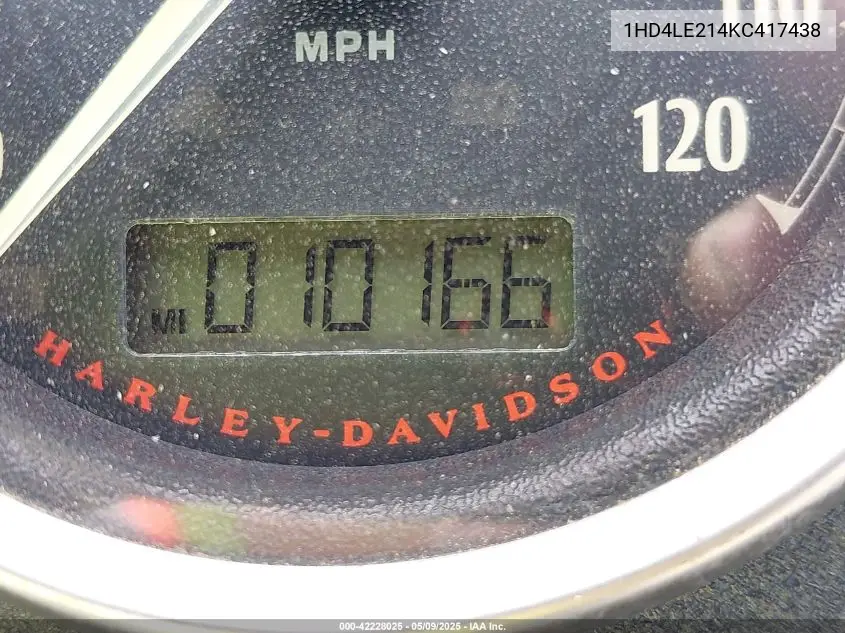 1HD4LE214KC417438
MPH
120
MI 010166
HARLEY-DAVIDSON
000-42228025 - 05/09/2025 - IAA Inc.